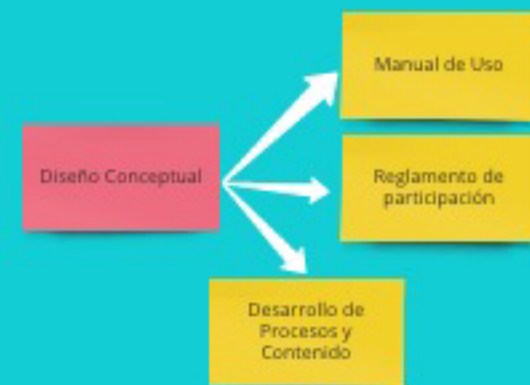 Diseño Conceptual
Manual de Uso
Reglamento de
participación
Desarrollo de
Procesos y
Contenido